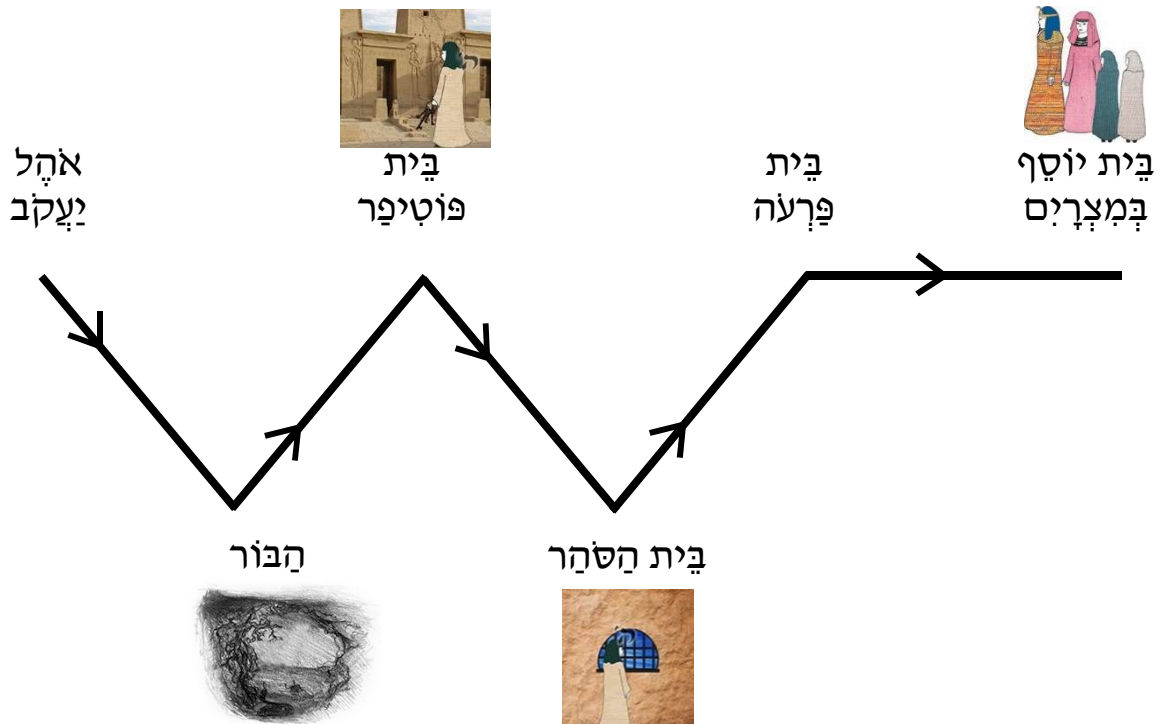 אֹהֶל
יַעֲקֹב
בֵּית
פּוֹטִיפַר
בֵּית
פַּרְעֹה
בֵּית יוֹסֵף
בְּמִצְרָיִם
הַבּוֹר
בֵּית הַסֹּהַר